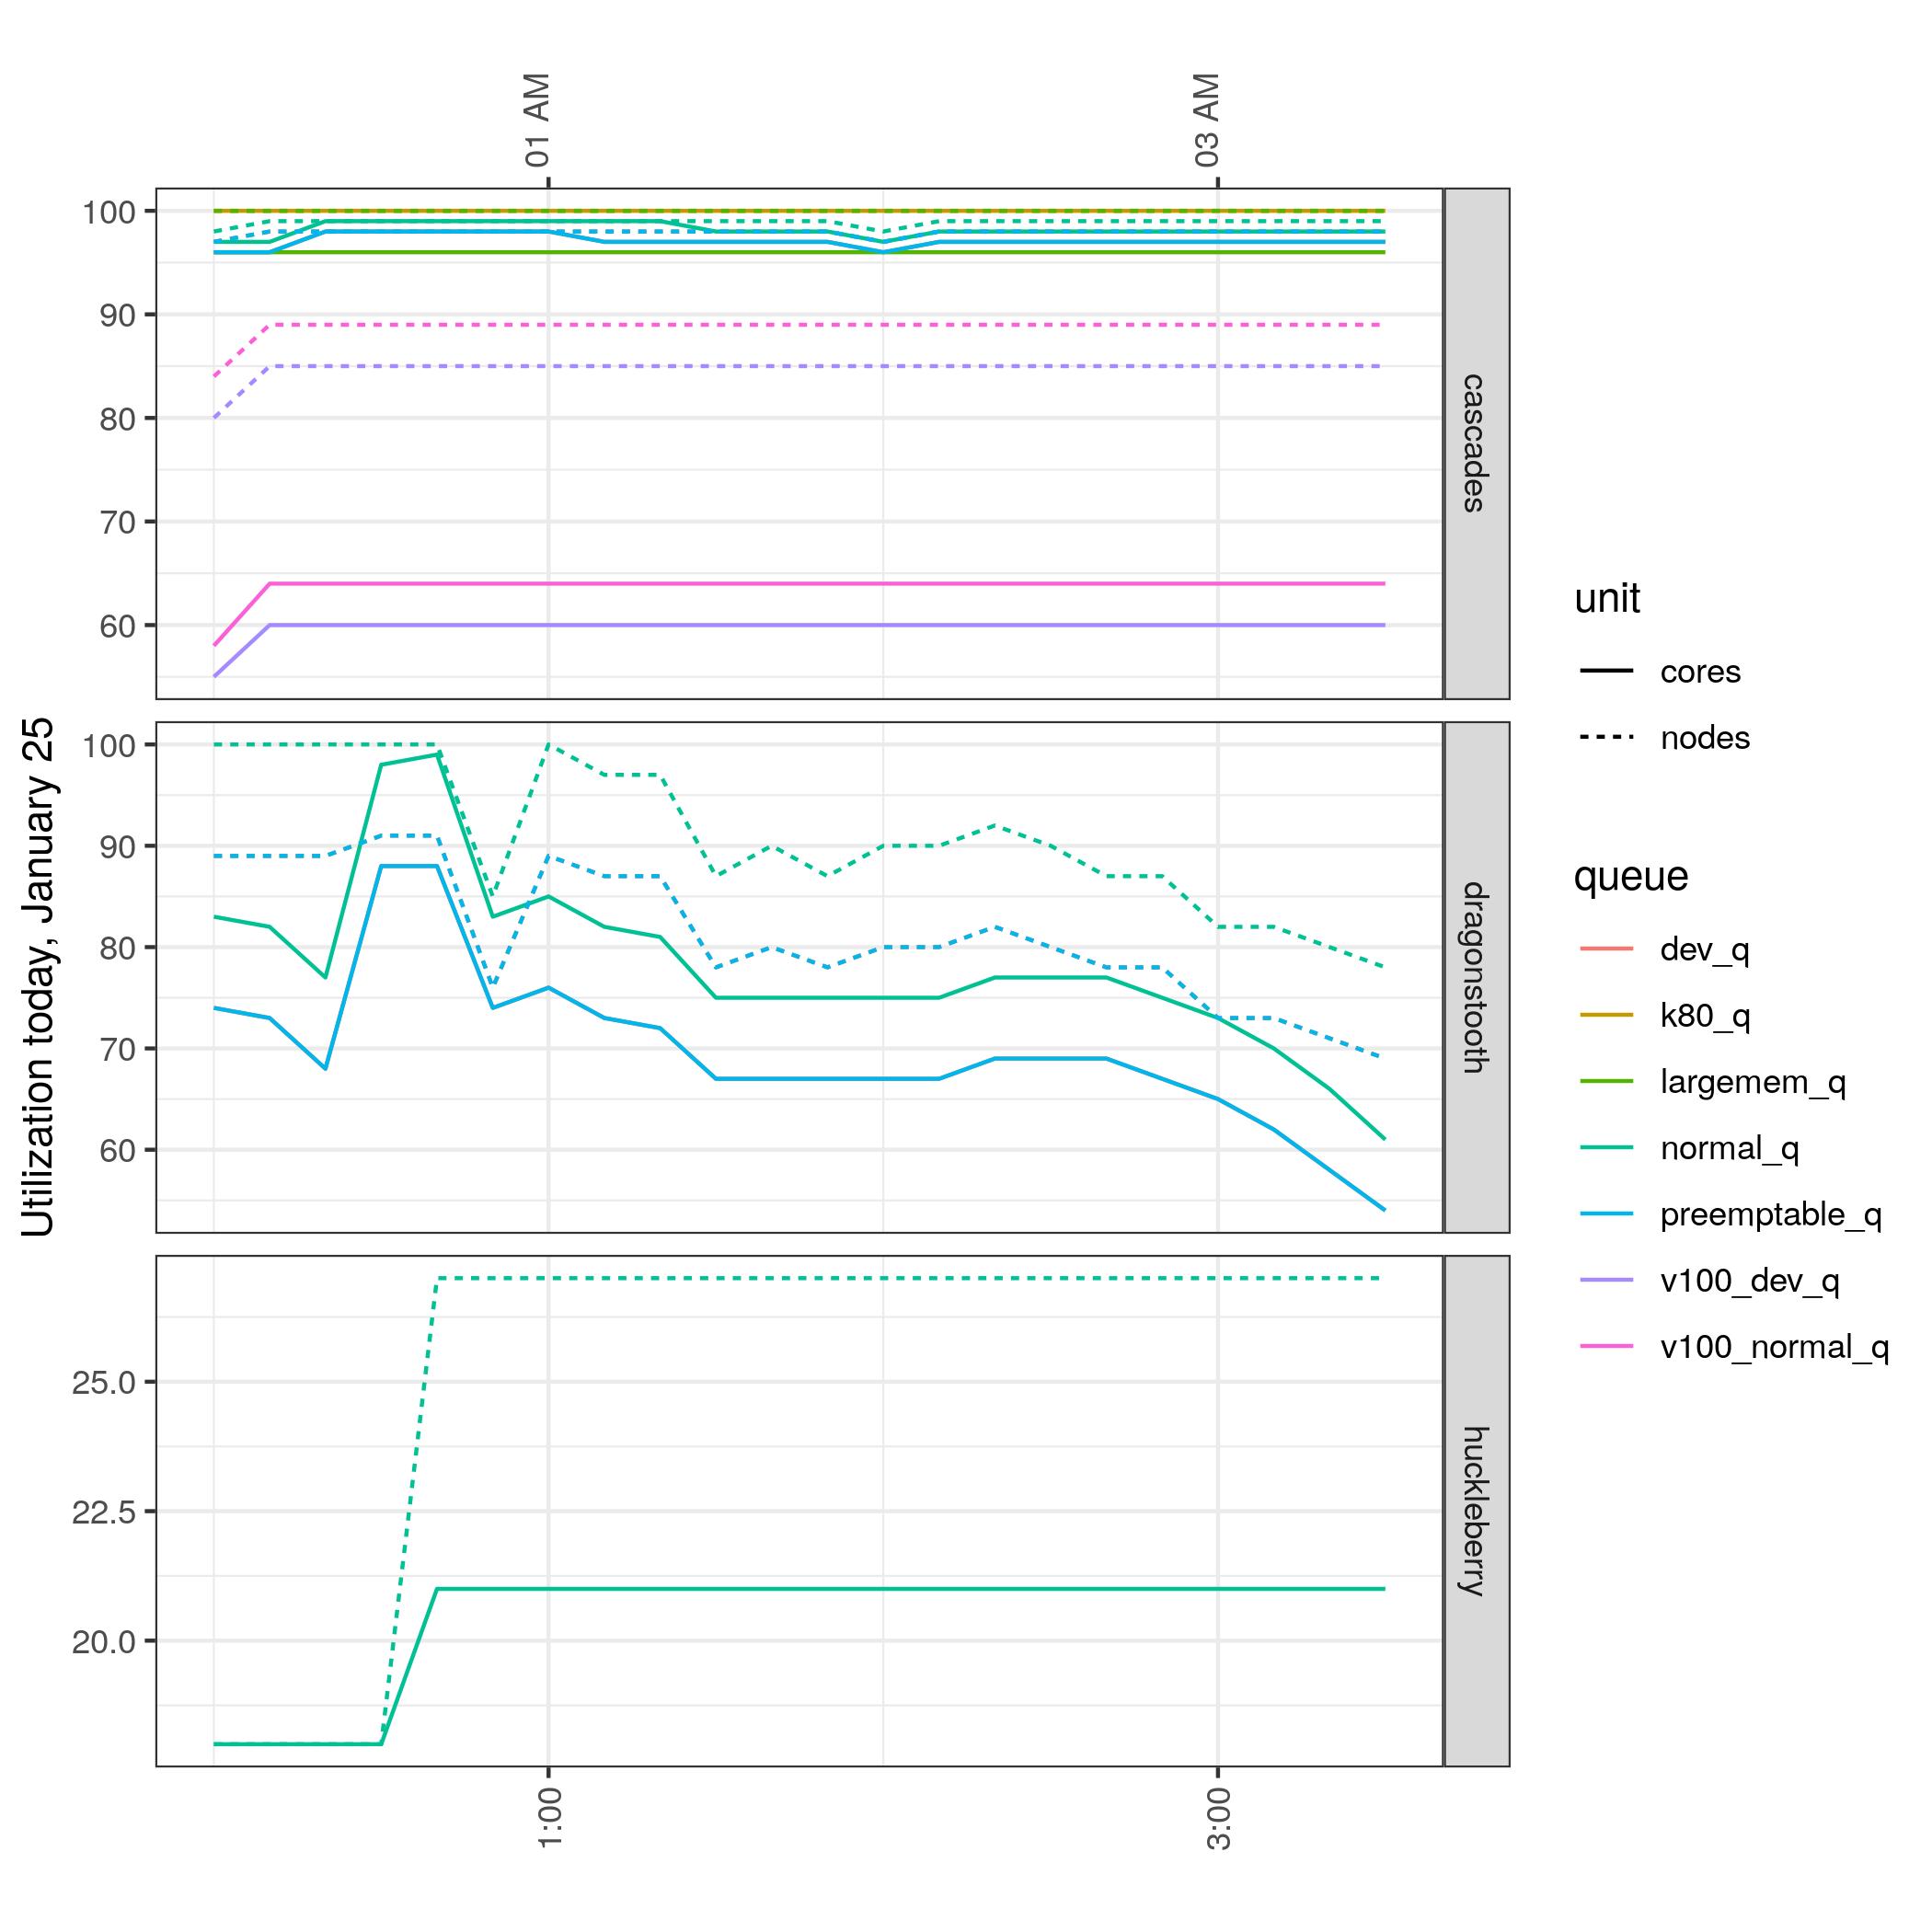 01 AM
03 AM
Utilization today, January 25
100
90
80
70
60
cascades
100
90
80
70
60
dragonstooth
25.0
22.5
20.0
huckleberry
1:00
3:00
unit
cores
nodes
queue
dev_q
k80_q
largemem_q
normal_q
preemptable_q
v100_dev_q
v100_normal_q